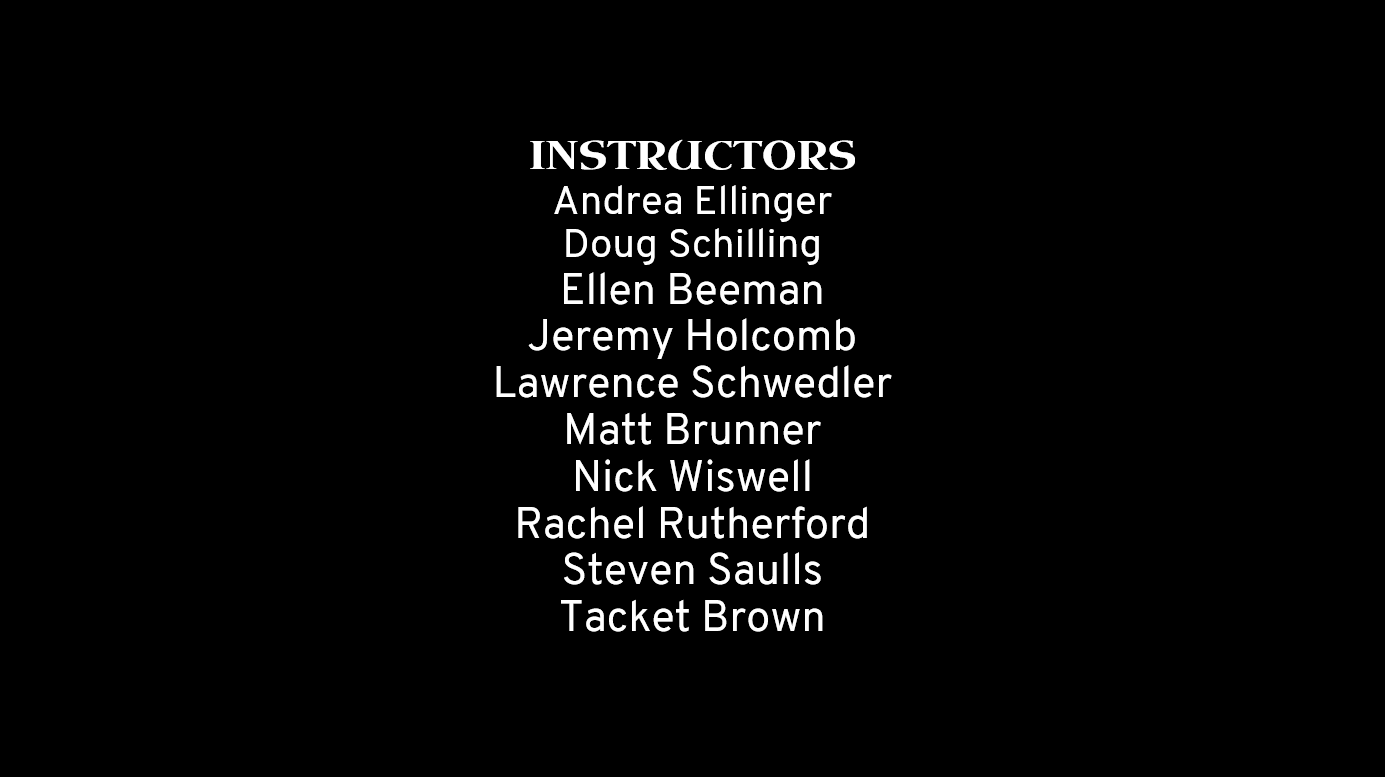 INSTRUCTORS
Andrea Ellinger
Doug Schilling
Ellen Beeman
Jeremy Holcomb
Lawrence Schwedler
Matt Brunner
Nick Wiswell
Rachel Rutherford
Steven Saulls
Tacket Brown